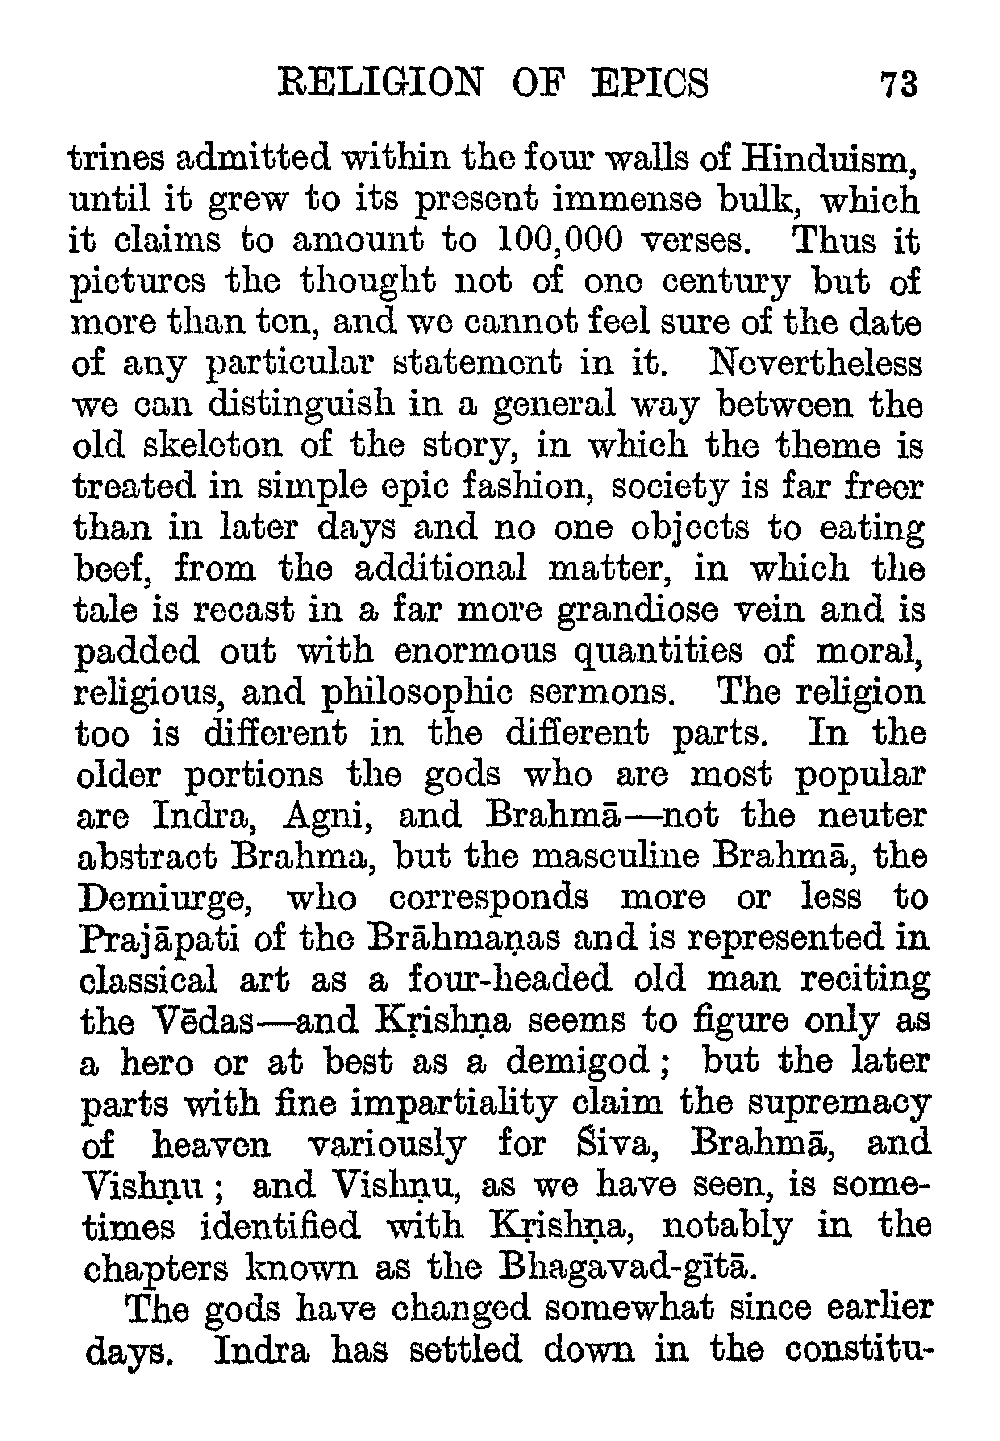 RELIGION OF EPICS 73
trines admitted within the four walls of Hinduism,
until it grew to its present immense bulk, which
it claims to amount to 100,000 verses. Thus it
pictures the thought not of one century but of
more than ten, and we cannot feel sure of the date
of any particular statement in it. Nevertheless
we can distinguish in a general way between the
old skeleton of the story, in which the theme is
treated in simple epic fashion, society is far freer
than in later days and no one objects to eating
beef, from the additional matter, in which the
tale is recast in a far more grandiose vein and is
padded out with enormous quantities of moral,
religious, and philosophic sermons. The religion
too is different in the different parts. In the
older portions the gods who are most popular
are Indra, Agni, and Brahmā—not the neuter
abstract Brahma, but the masculine Brahmā, the
Demiurge, who corresponds more or less to
Prajāpati of the Brāhmaṇas and is represented in
classical art as a four-headed old man reciting
the Vēdas—and Kṛishṇa seems to figure only as
a hero or at best as a demigod ; but the later
parts with fine impartiality claim the supremacy
of heaven variously for Śiva, Brahmā, and
Vishṇu ; and Vishṇu, as we have seen, is some-
times identified with Kṛishṇa, notably in the
chapters known as the Bhagavad-gītā.
The gods have changed somewhat since earlier
days. Indra has settled down in the constitu-